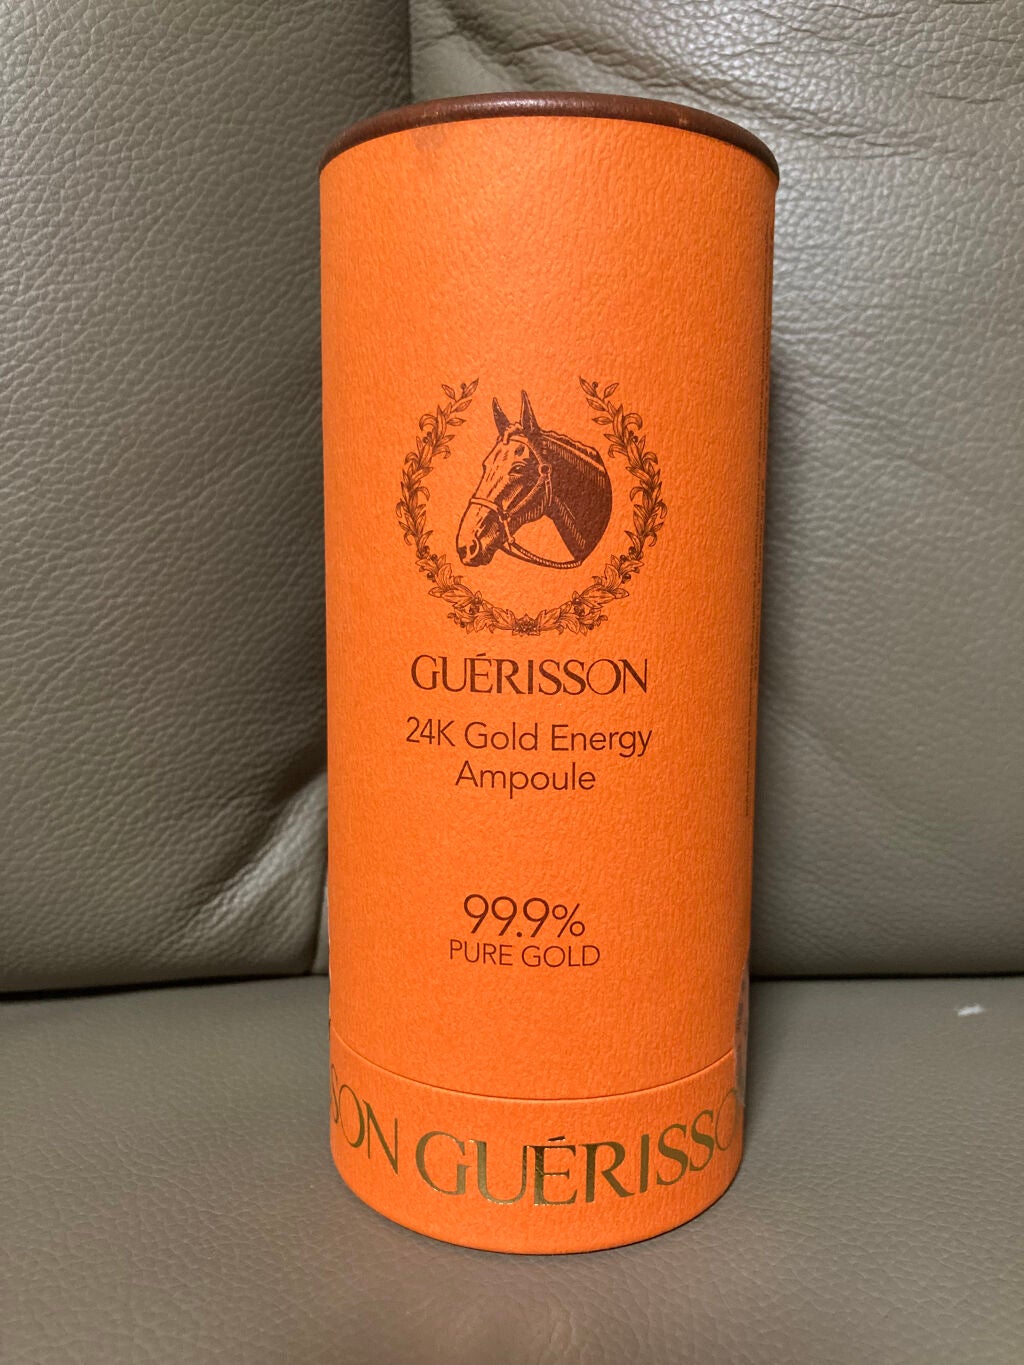 GUÉRISSON
24K Gold Energy
Ampoule
99.9%
PURE GOLD
SON GUÉRISSO